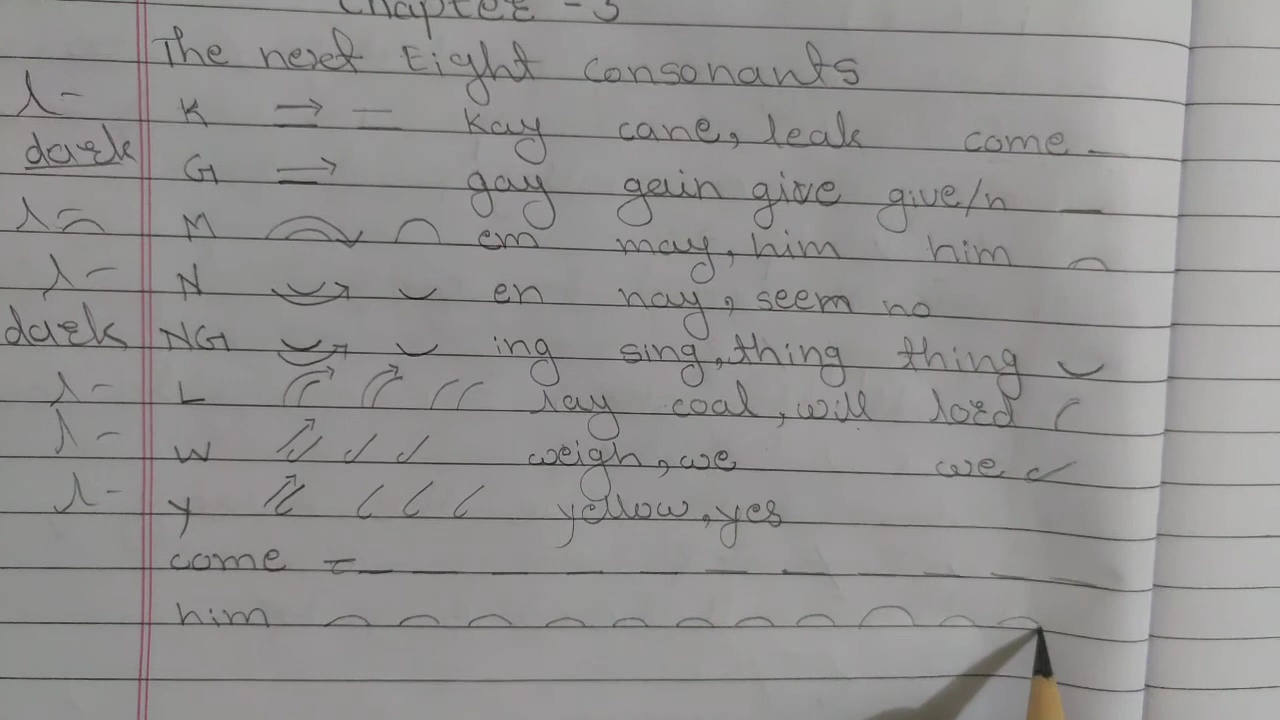 Chapter - 3
The next Eight consonants
K kay cane, leak come
dark G gay gain give give/n
M em may, him him
N en nay, seem no
dark NG ing sing, thing thing
L lay coal, will lord
W weigh, we we
Y yellow, yes
come
him